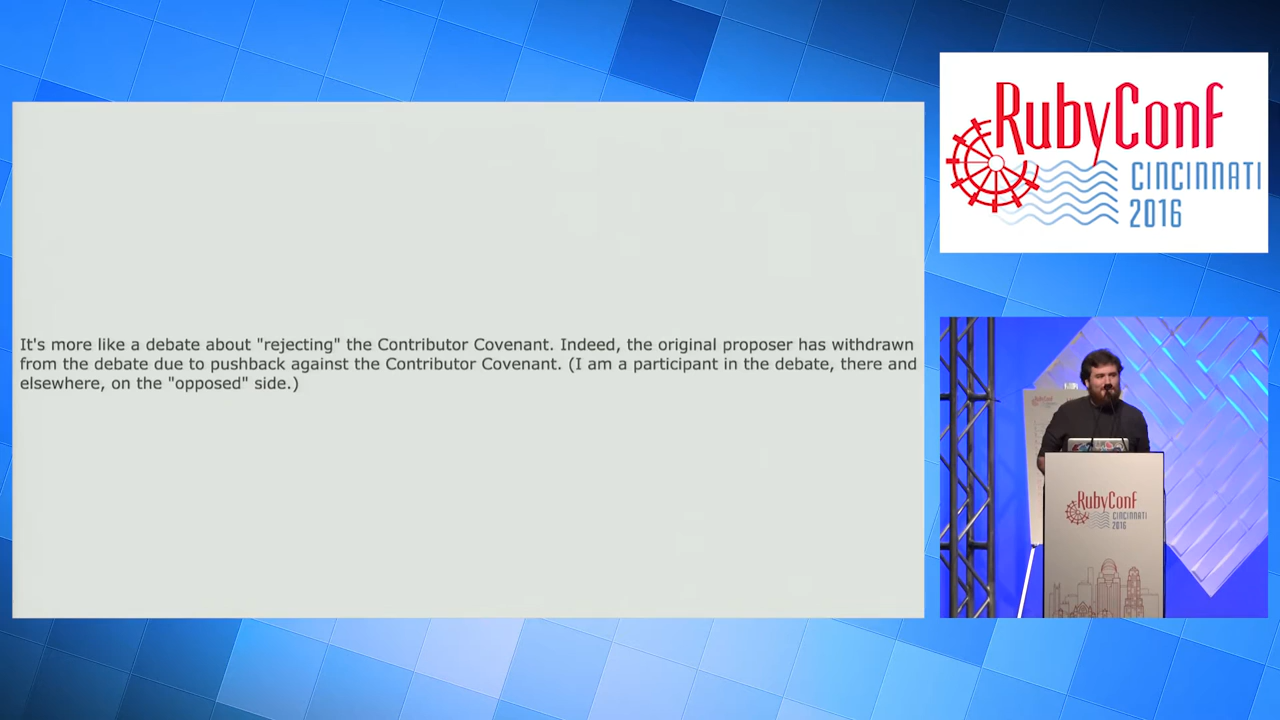 RubyConf
CINCINNATI
2016
It's more like a debate about "rejecting" the Contributor Covenant. Indeed, the original proposer has withdrawn
from the debate due to pushback against the Contributor Covenant. (I am a participant in the debate, there and
elsewhere, on the "opposed" side.)
RubyConf
CINCINNATI
2016